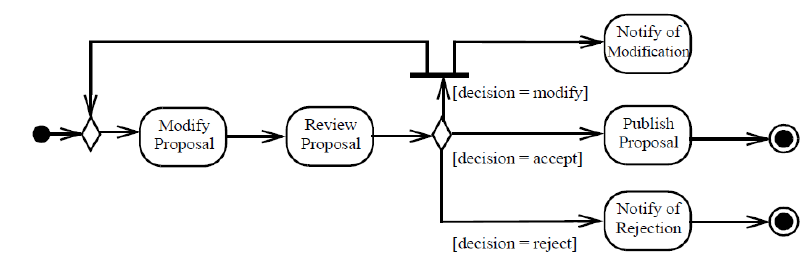 Notify of
Modification
[decision = modify]
Modify
Proposal
Review
Proposal
Publish
Proposal
[decision = accept]
Notify of
Rejection
[decision = reject]